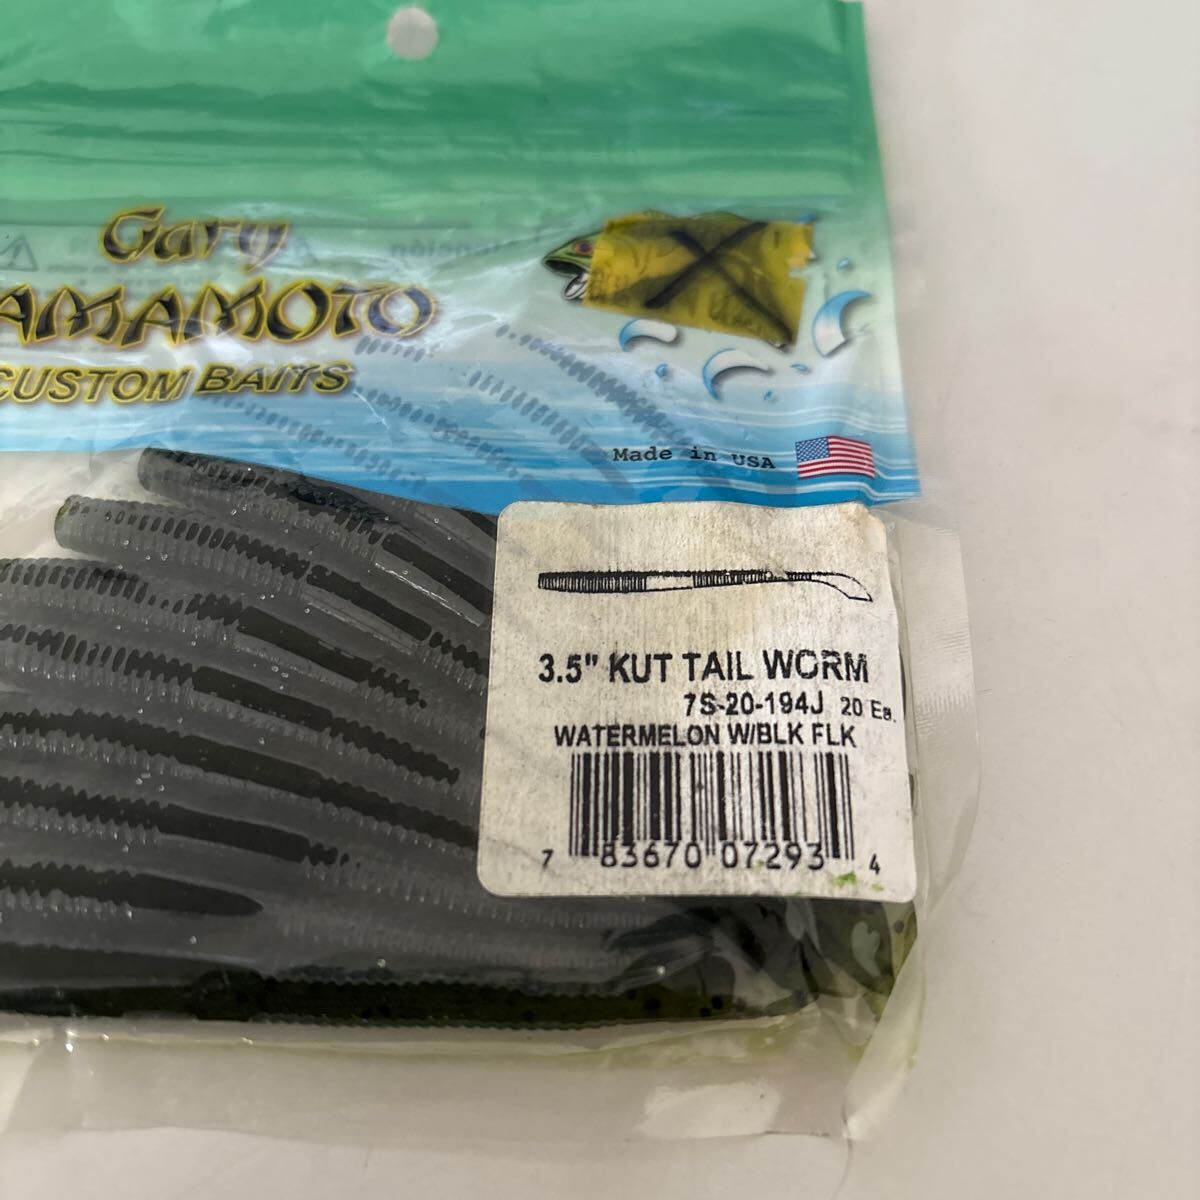 Gary
AMAMOTO
CUSTOM BAITS
Made in USA
3.5" KUT TAIL WORM
7S-20-194J 20 Ea.
WATERMELON W/BLK FLK
7 83670 07293 4